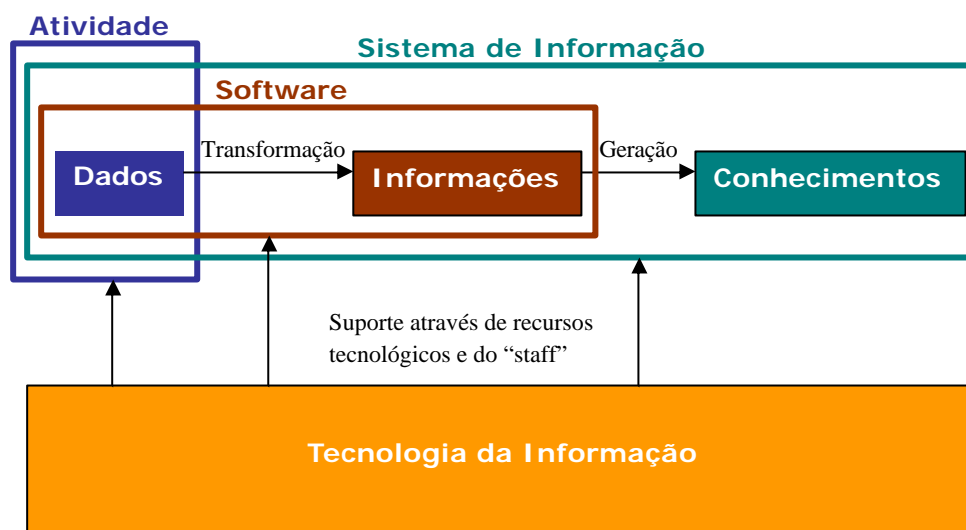 Atividade
Sistema de Informação
Software
Transformação
Geração
Dados
Informações
Conhecimentos
Suporte através de recursos
tecnológicos e do “staff”
Tecnologia da Informação